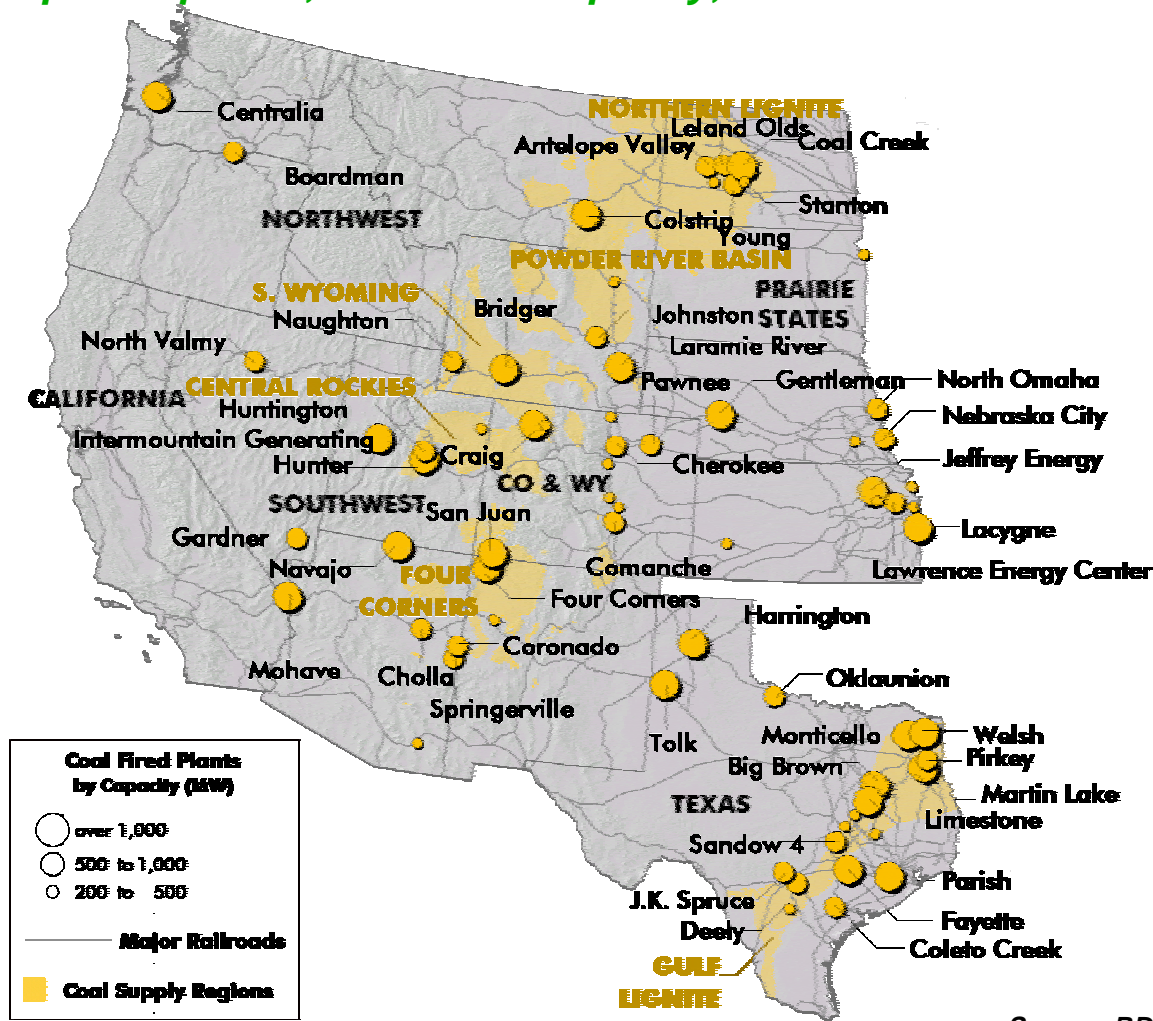 Centralia
NORTHERN LIGNITE
Leland Olds
Antelope Valley
Coal Creek
Boardman
Stanton
NORTHWEST
Colstrip
Young
POWDER RIVER BASIN
S. WYOMING
PRAIRIE
STATES
Bridger
Naughton
Johnston
North Valmy
Laramie River
CALIFORNIA
CENTRAL ROCKIES
Pawnee
Gentleman
North Omaha
Huntington
Nebraska City
Intermountain Generating
Hunter
Craig
Cherokee
Jeffrey Energy
CO & WY
SOUTHWEST
San Juan
Gardner
Lacygne
Navajo
FOUR
CORNERS
Comanche
Lawrence Energy Center
Four Corners
Harrington
Coronado
Mohave
Cholla
Oklaunion
Springerville
Tolk
Monticello
Welsh
Pirkey
Big Brown
Martin Lake
TEXAS
Limestone
Sandow 4
Parish
J.K. Spruce
Fayette
Deely
Coleto Creek
GULF
LIGNITE
Coal Fired Plants
by Capacity (MW)
over 1,000
500 to 1,000
200 to 500
Major Railroads
Coal Supply Regions